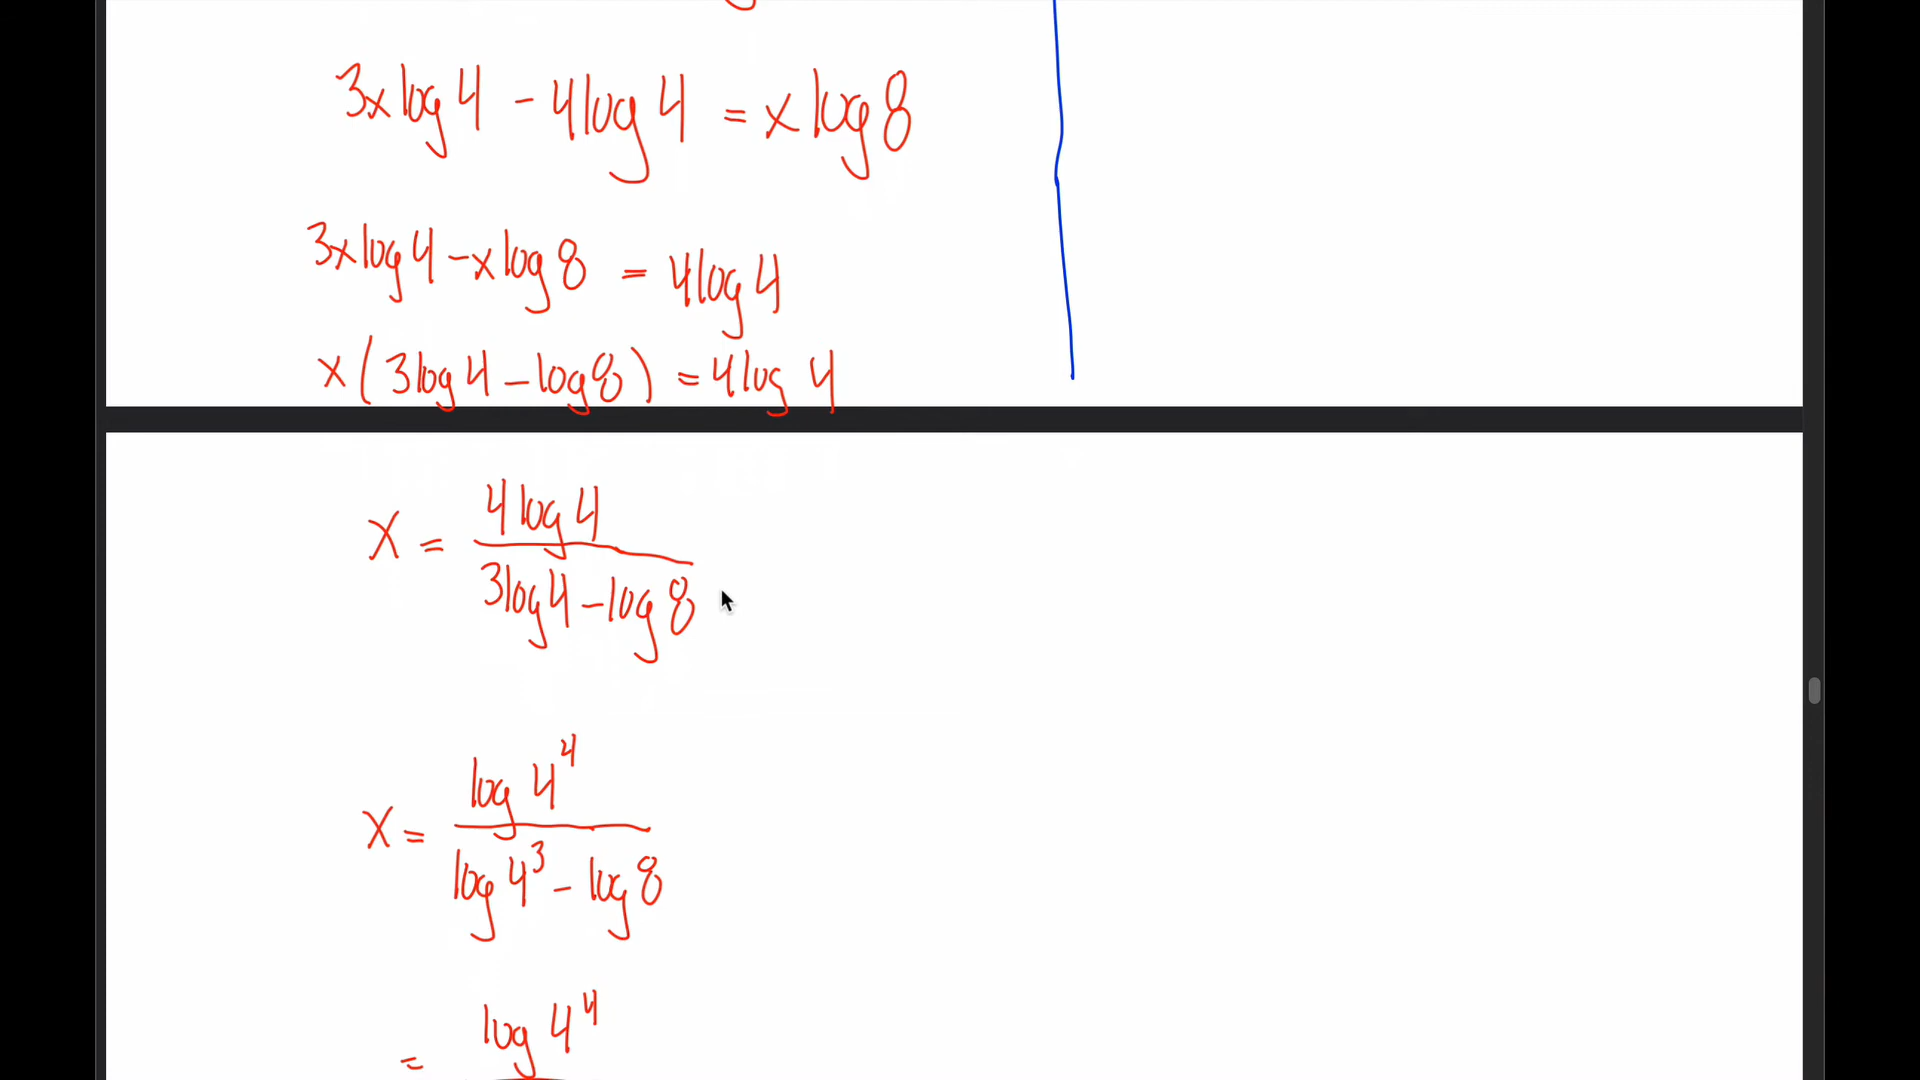 3x log 4 - 4 log 4 = x log 8
3x log 4 - x log 8 = 4 log 4
x ( 3 log 4 - log 8 ) = 4 log 4
x = 4 log 4 / 3 log 4 - log 8
x = log 4^4 / log 4^3 - log 8
= log 4^4